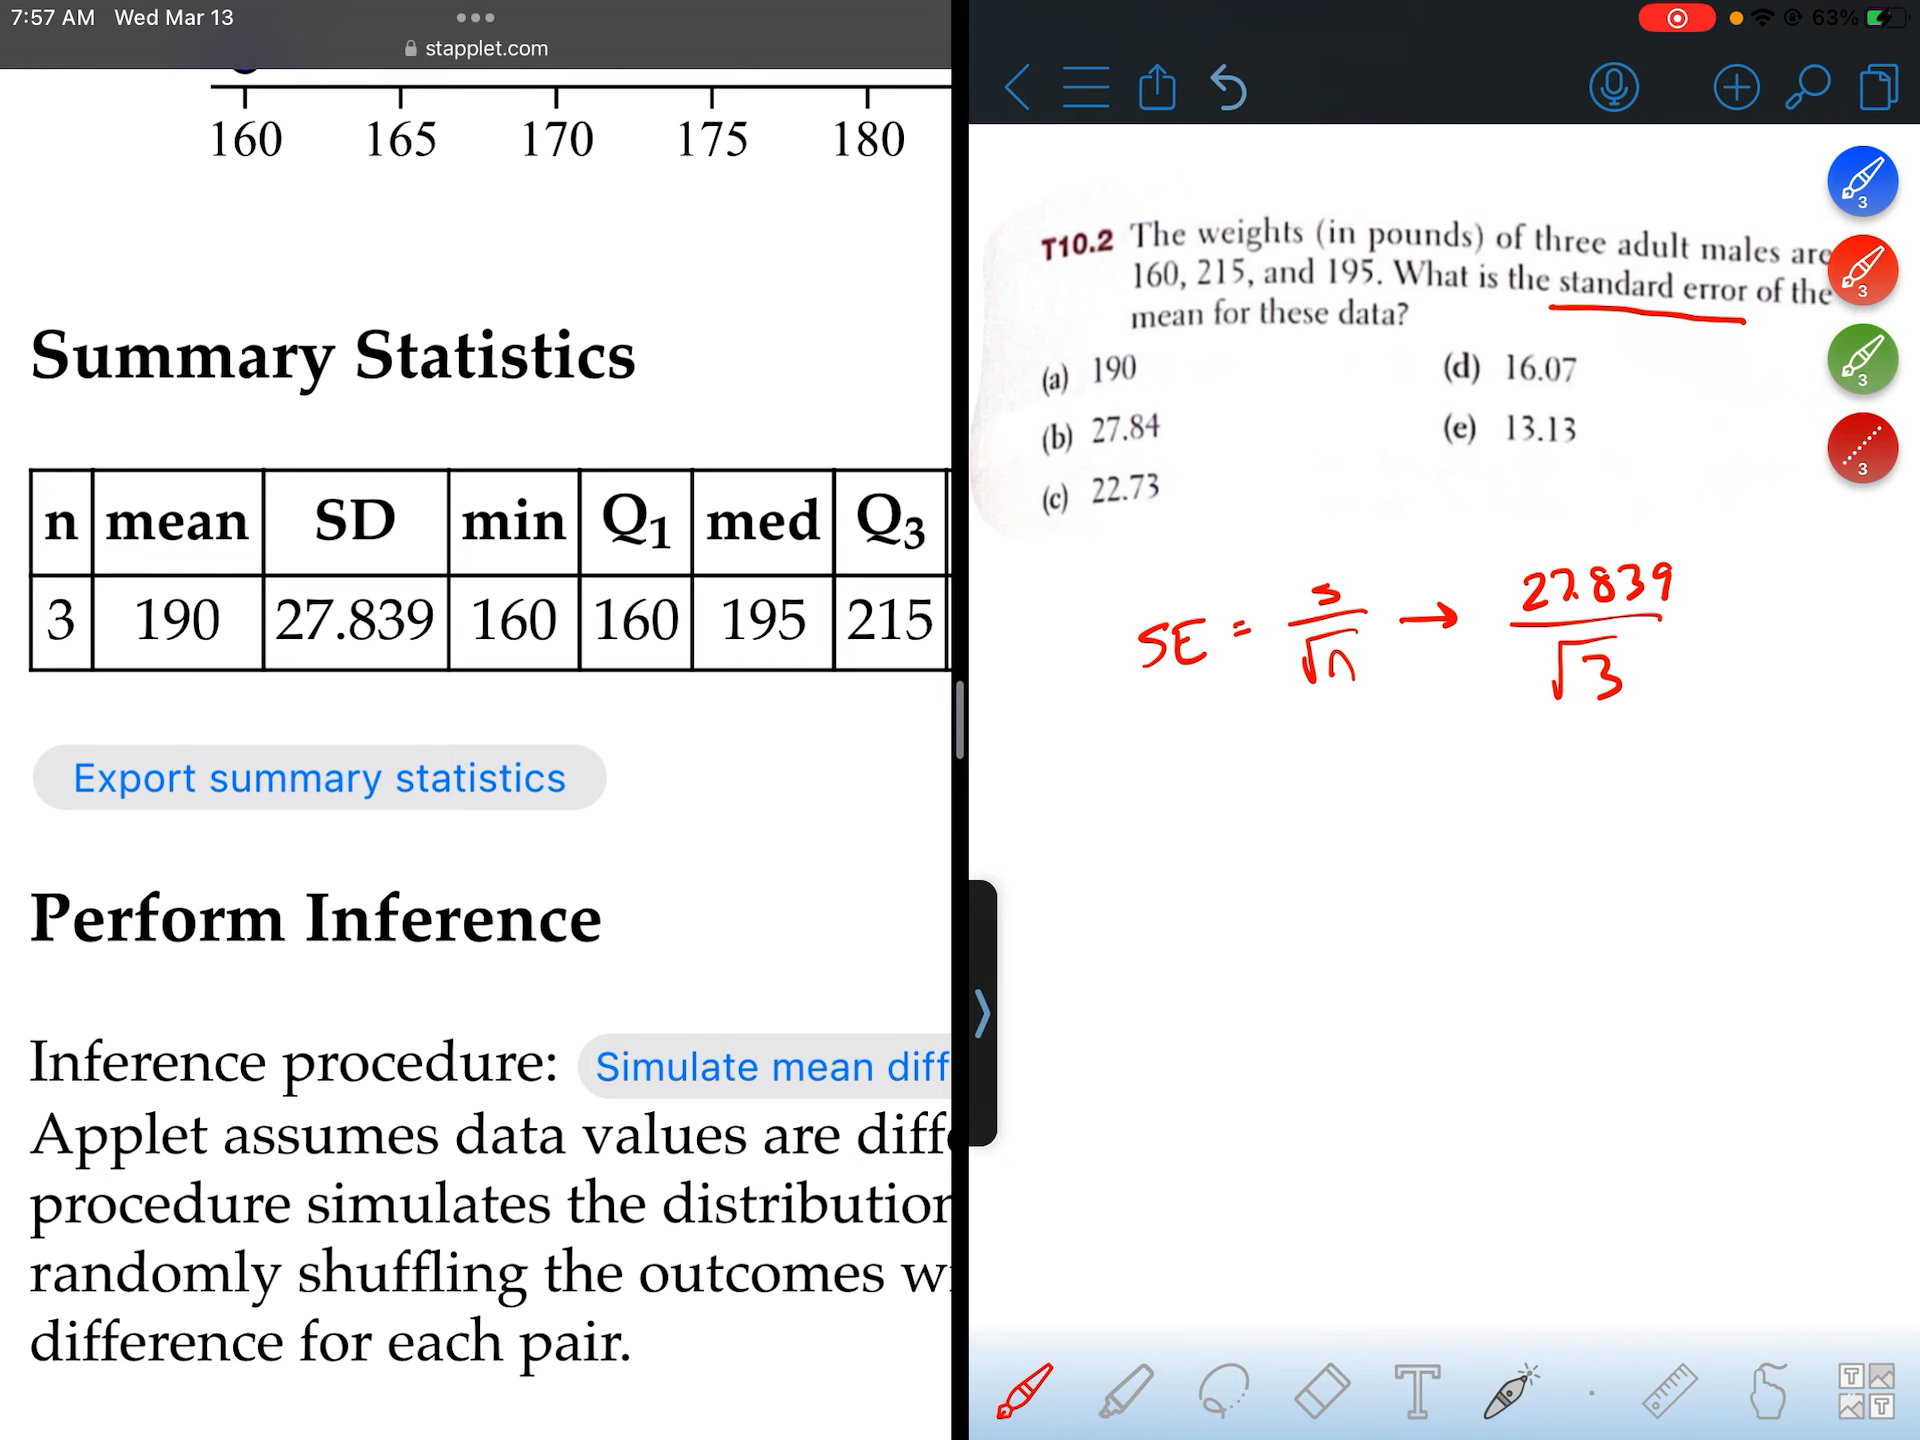 7:57 AM Wed Mar 13
stapplet.com
160 165 170 175 180
Summary Statistics
n mean SD min Q1 med Q3
3 190 27.839 160 160 195 215
Export summary statistics
Perform Inference
Inference procedure: Simulate mean diff
Applet assumes data values are diff
procedure simulates the distribution
randomly shuffling the outcomes w
difference for each pair.
63%
T10.2 The weights (in pounds) of three adult males are
160, 215, and 195. What is the standard error of the
mean for these data?
(a) 190
(b) 27.84
(c) 22.73
(d) 16.07
(e) 13.13
SE = s/√n → 27.839/√3
3
3
3
3
T
T
T